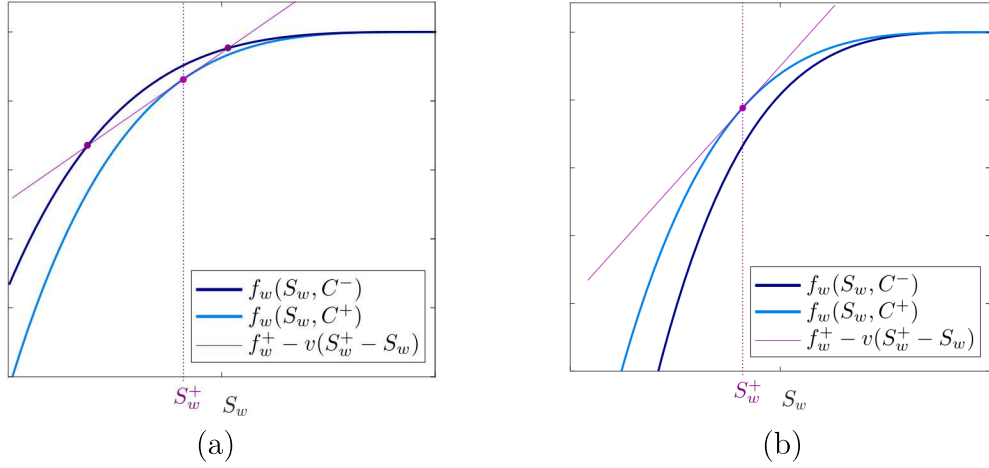 f_w(S_w, C^-)
f_w(S_w, C^+)
f_w^+ - v(S_w^+ - S_w)
S_w^+ S_w
(a)
f_w(S_w, C^-)
f_w(S_w, C^+)
f_w^+ - v(S_w^+ - S_w)
S_w^+ S_w
(b)